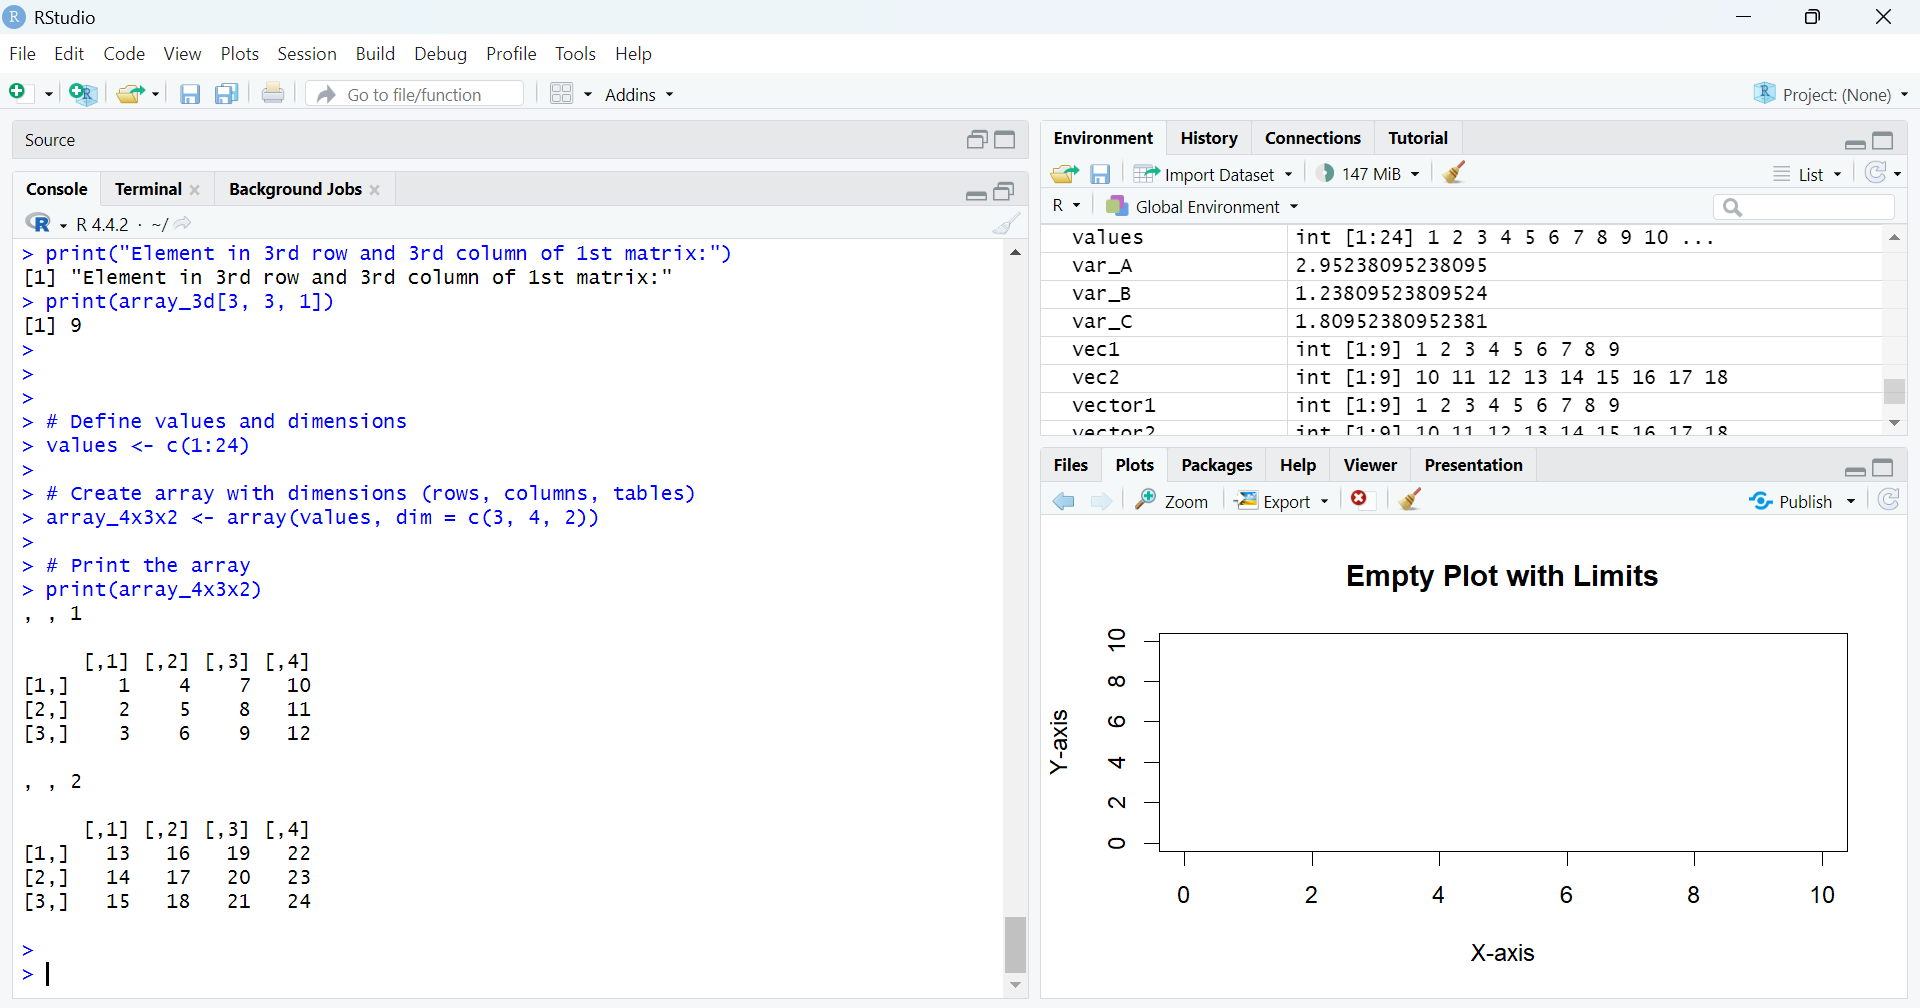 RStudio
File Edit Code View Plots Session Build Debug Profile Tools Help
Go to file/function Addins Project: (None)
Source
Console Terminal Background Jobs
R 4.4.2 · ~/
> print("Element in 3rd row and 3rd column of 1st matrix:")
[1] "Element in 3rd row and 3rd column of 1st matrix:"
> print(array_3d[3, 3, 1])
[1] 9
>
>
>
> # Define values and dimensions
> values <- c(1:24)
>
> # Create array with dimensions (rows, columns, tables)
> array_4x3x2 <- array(values, dim = c(3, 4, 2))
>
> # Print the array
> print(array_4x3x2)
, , 1
[,1] [,2] [,3] [,4]
[1,] 1 4 7 10
[2,] 2 5 8 11
[3,] 3 6 9 12
, , 2
[,1] [,2] [,3] [,4]
[1,] 13 16 19 22
[2,] 14 17 20 23
[3,] 15 18 21 24
>
>
Environment History Connections Tutorial
Import Dataset 147 MiB List
R Global Environment
values int [1:24] 1 2 3 4 5 6 7 8 9 10 ...
var_A 2.95238095238095
var_B 1.23809523809524
var_C 1.80952380952381
vec1 int [1:9] 1 2 3 4 5 6 7 8 9
vec2 int [1:9] 10 11 12 13 14 15 16 17 18
vector1 int [1:9] 1 2 3 4 5 6 7 8 9
vector2 int [1:9] 10 11 12 13 14 15 16 17 18
Files Plots Packages Help Viewer Presentation
Zoom Export Publish
Empty Plot with Limits
10
8
6
4
2
0
Y-axis
0 2 4 6 8 10
X-axis